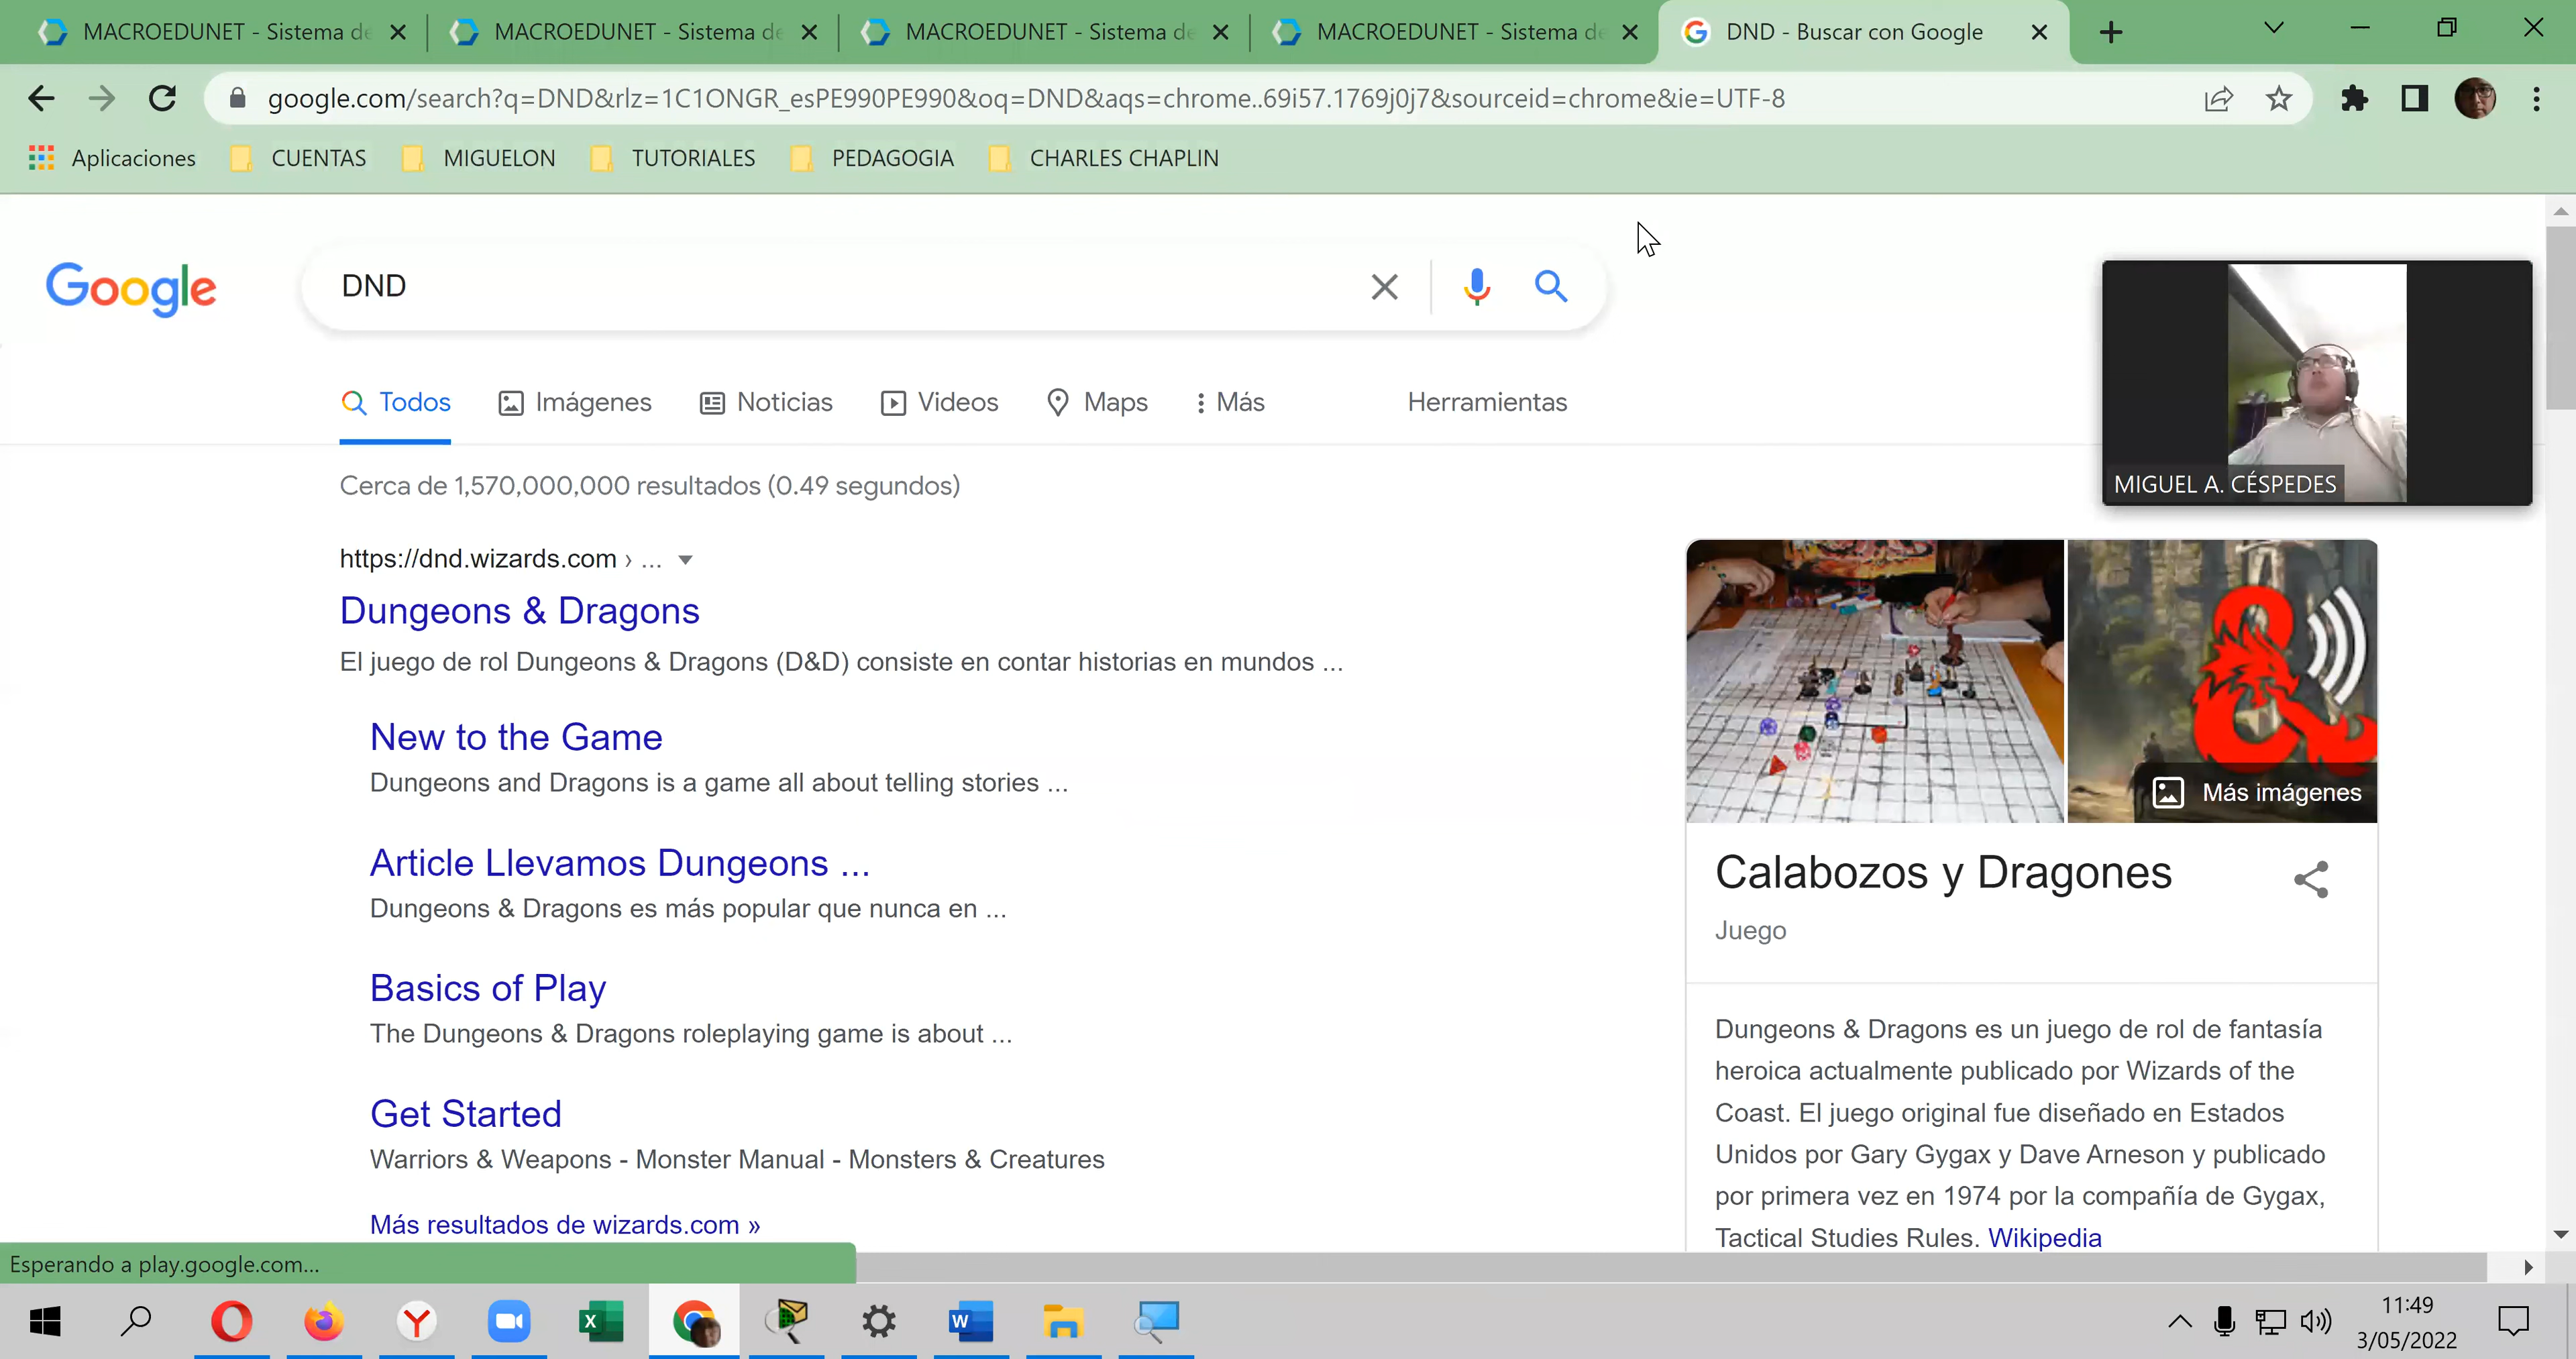 MACROEDUNET - Sistema de
MACROEDUNET - Sistema de
MACROEDUNET - Sistema de
MACROEDUNET - Sistema de
DND - Buscar con Google
google.com/search?q=DND&rlz=1C1ONGR_esPE990PE990&oq=DND&aqs=chrome..69i57.1769j0j7&sourceid=chrome&ie=UTF-8
Aplicaciones CUENTAS MIGUELON TUTORIALES PEDAGOGIA CHARLES CHAPLIN
Google
DND
Todos Imágenes Noticias Videos Maps Más Herramientas
Cerca de 1,570,000,000 resultados (0.49 segundos)
MIGUEL A. CÉSPEDES
https://dnd.wizards.com › ...
Dungeons & Dragons
El juego de rol Dungeons & Dragons (D&D) consiste en contar historias en mundos ...
New to the Game
Dungeons and Dragons is a game all about telling stories ...
Article Llevamos Dungeons ...
Dungeons & Dragons es más popular que nunca en ...
Basics of Play
The Dungeons & Dragons roleplaying game is about ...
Get Started
Warriors & Weapons - Monster Manual - Monsters & Creatures
Más resultados de wizards.com »
Más imágenes
Calabozos y Dragones
Juego
Dungeons & Dragons es un juego de rol de fantasía
heroica actualmente publicado por Wizards of the
Coast. El juego original fue diseñado en Estados
Unidos por Gary Gygax y Dave Arneson y publicado
por primera vez en 1974 por la compañía de Gygax,
Tactical Studies Rules. Wikipedia
Esperando a play.google.com...
11:49
3/05/2022